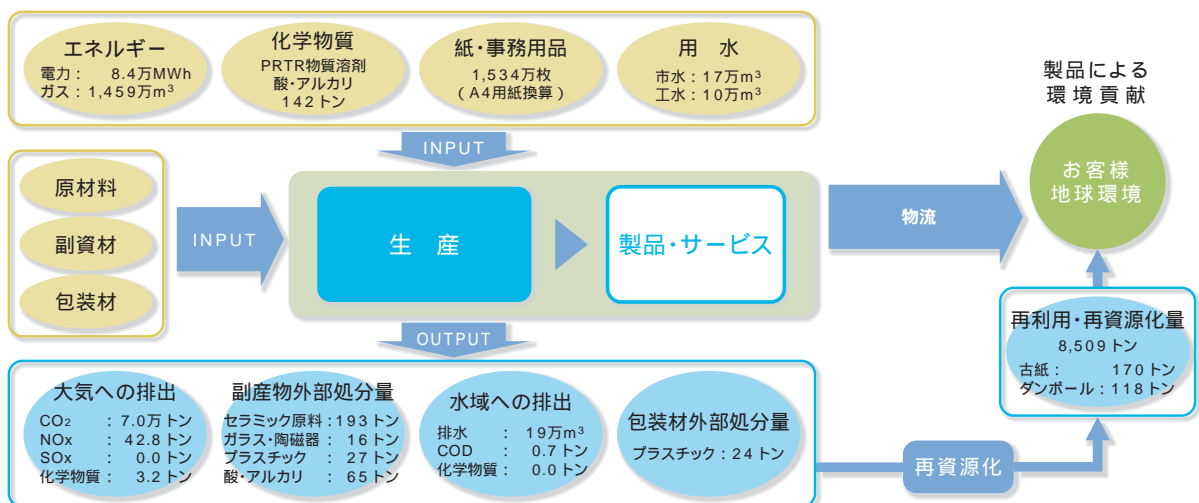 エネルギー
電力： 8.4万MWh
ガス：1,459万m³
化学物質
PRTR物質溶剤
酸・アルカリ
142トン
紙・事務用品
1,534万枚
（A4用紙換算）
用 水
市水：17万m³
工水：10万m³
製品による
環境貢献
お客様
地球環境
INPUT
原材料
副資材
包装材
INPUT
生 産
製品・サービス
物流
OUTPUT
大気への排出
CO₂ ：7.0万トン
NOx ：42.8トン
SOx ： 0.0トン
化学物質： 3.2トン
副産物外部処分量
セラミック原料：193トン
ガラス・陶磁器： 16トン
プラスチック ： 27トン
酸・アルカリ ： 65トン
水域への排出
排水 ： 19万m³
COD ： 0.7トン
化学物質： 0.0トン
包装材外部処分量
プラスチック：24トン
再資源化
再利用・再資源化量
8,509トン
古紙： 170トン
ダンボール：118トン